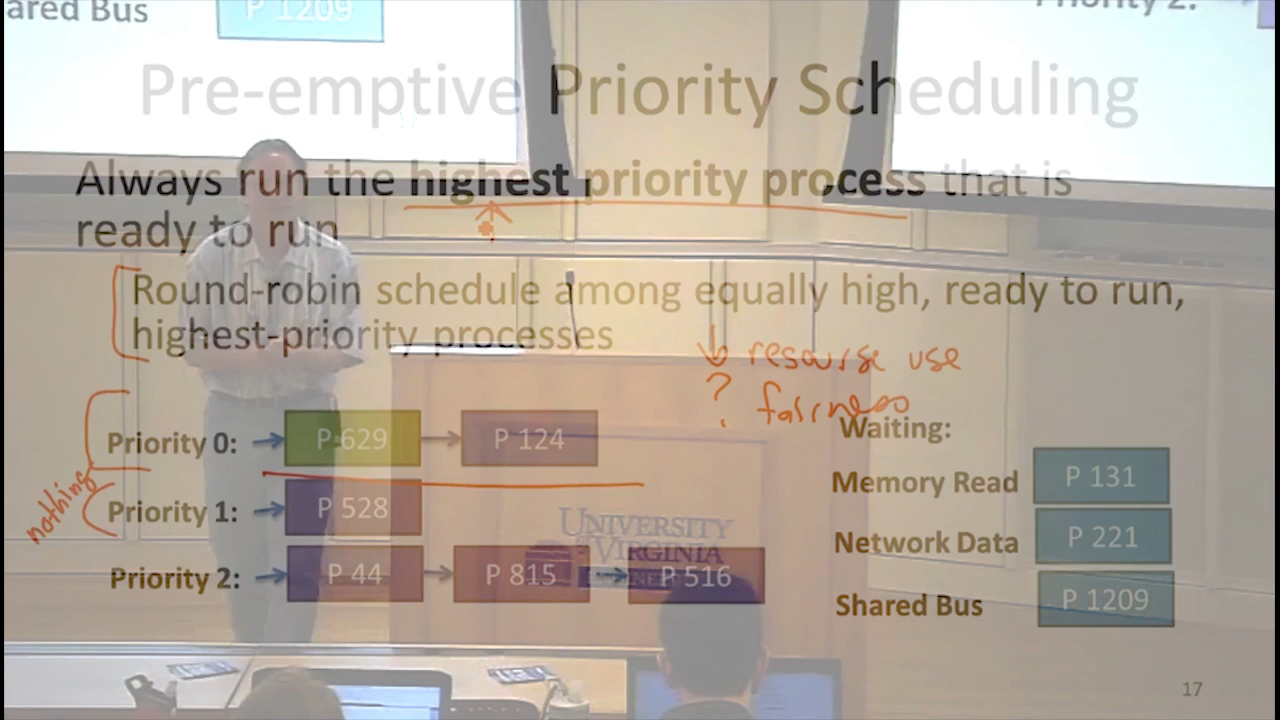 ared Bus
P 1209
Priority 2:
Pre-emptive Priority Scheduling
Always run the highest priority process that is
ready to run
Round-robin schedule among equally high, ready to run,
highest-priority processes
resourse use
? fairness
Waiting:
Priority 0: P 629 P 124
nothing
Priority 1: P 528
Priority 2: P 44 P 815 P 516
Memory Read P 131
Network Data P 221
Shared Bus P 1209
UNIVERSITY
of VIRGINIA
17